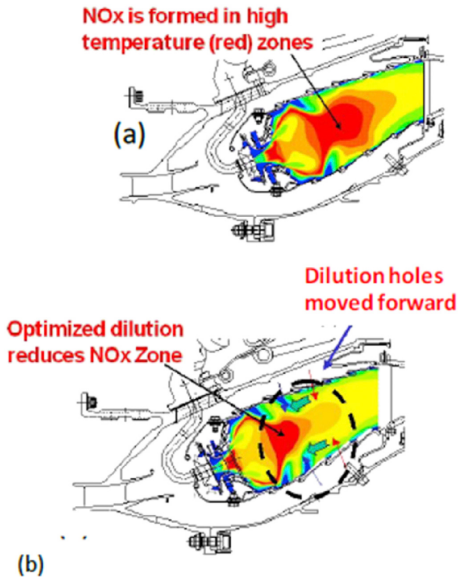 NOx is formed in high
temperature (red) zones
(a)
Dilution holes
moved forward
Optimized dilution
reduces NOx Zone
(b)